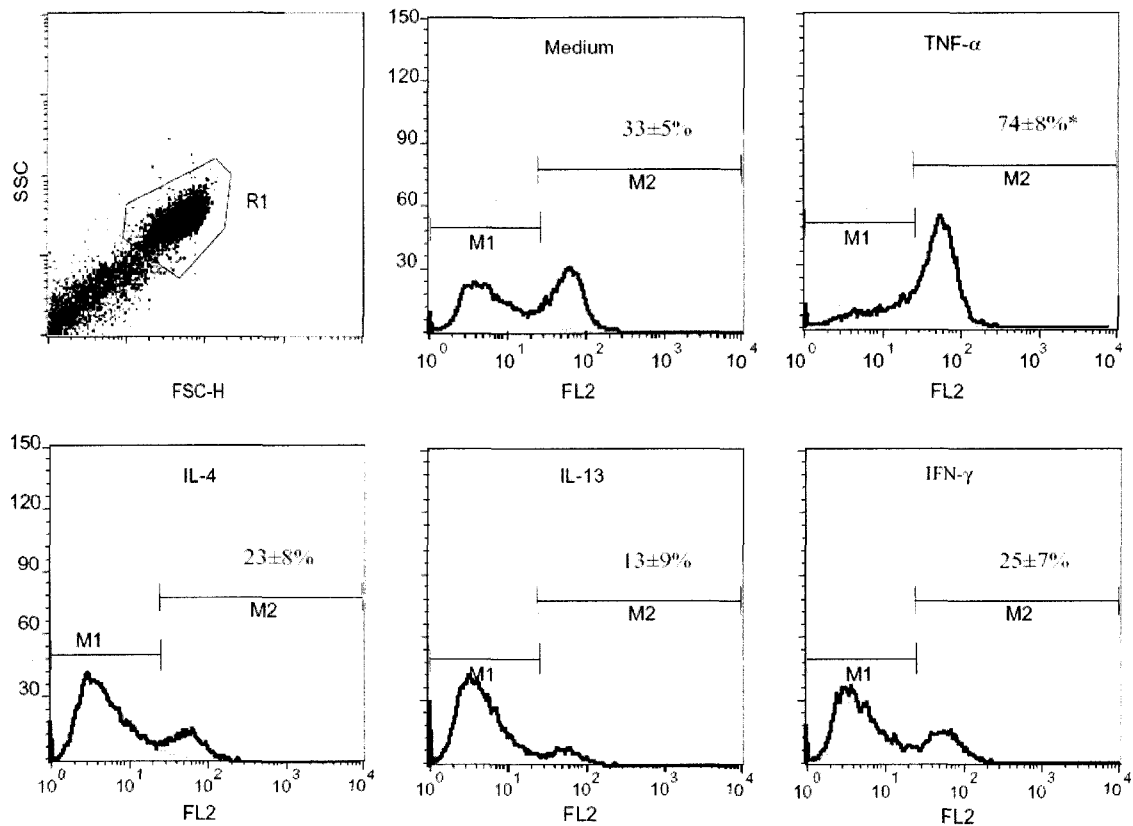 SSC
R1
FSC-H
150
120
90
60
30
Medium
33±5%
M2
M1
10^0 10^1 10^2 10^3 10^4
FL2
TNF-α
74±8%*
M2
M1
10^0 10^1 10^2 10^3 10^4
FL2
150
120
90
60
30
IL-4
23±8%
M2
M1
10^0 10^1 10^2 10^3 10^4
FL2
IL-13
13±9%
M2
M1
10^0 10^1 10^2 10^3 10^4
FL2
IFN-γ
25±7%
M2
M1
10^0 10^1 10^2 10^3 10^4
FL2